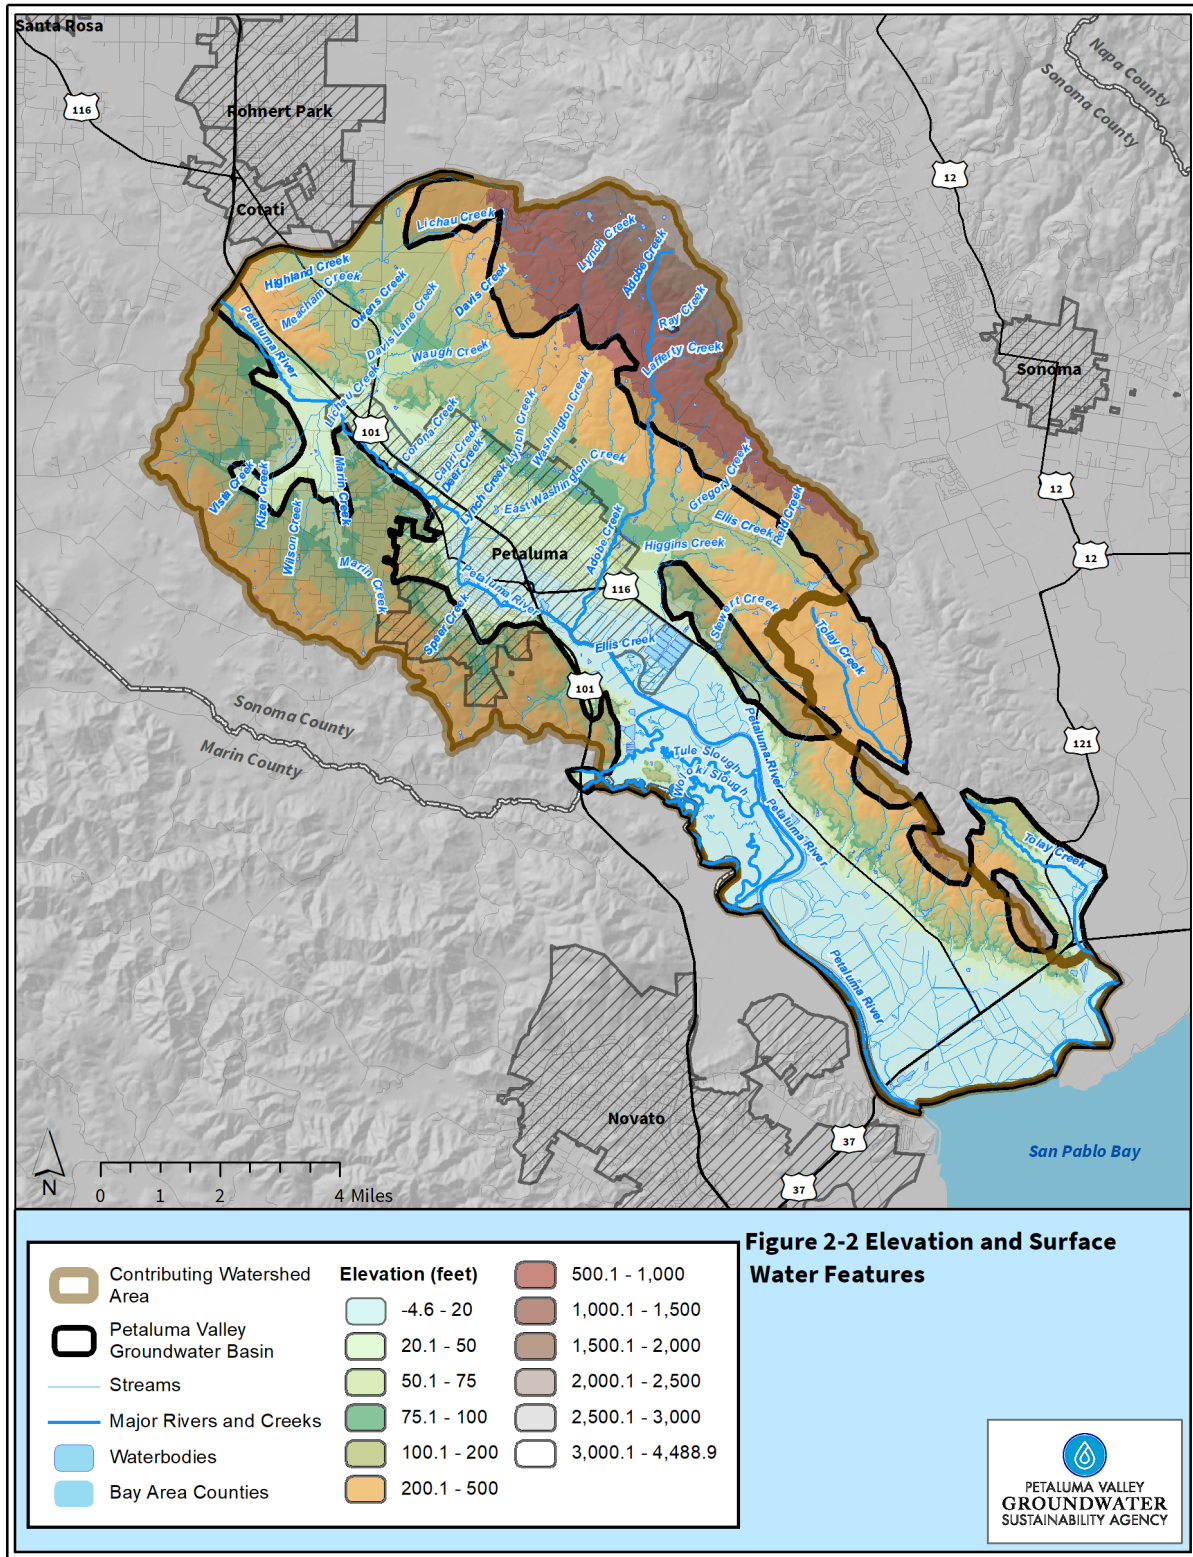 Santa Rosa
Napa County
Sonoma County
116
Rohnert Park
12
Cotati
Lichau Creek
Lynch Creek
Adobe Creek
Highland Creek
Meacham Creek
Owens Creek
Davis Creek
Davis Lane Creek
Ray Creek
Petaluma River
Waugh Creek
Lafferty Creek
Sonoma
Lichau Creek
Washington Creek
Lynch Creek
Corona Creek
101
Capri Creek
Deer Creek
Lynch Creek
East Washington Creek
Gregory Creek
Vista Creek
Kizer Creek
Marin Creek
12
Wilson Creek
Ellis Creek
Reid Creek
Adobe Creek
Higgins Creek
Petaluma
12
Marin Creek
Petaluma River
116
Speer Creek
Stewert Creek
Tolay Creek
Ellis Creek
101
Sonoma County
Marin County
Petaluma River
121
Tule Slough
Woloki Slough
Petaluma River
Tolay Creek
Petaluma River
Novato
37
San Pablo Bay
37
N
0 1 2 4 Miles
Figure 2-2 Elevation and Surface
Water Features
Contributing Watershed
Area
Petaluma Valley
Groundwater Basin
Streams
Major Rivers and Creeks
Waterbodies
Bay Area Counties
Elevation (feet)
-4.6 - 20
20.1 - 50
50.1 - 75
75.1 - 100
100.1 - 200
200.1 - 500
500.1 - 1,000
1,000.1 - 1,500
1,500.1 - 2,000
2,000.1 - 2,500
2,500.1 - 3,000
3,000.1 - 4,488.9
PETALUMA VALLEY
GROUNDWATER
SUSTAINABILITY AGENCY